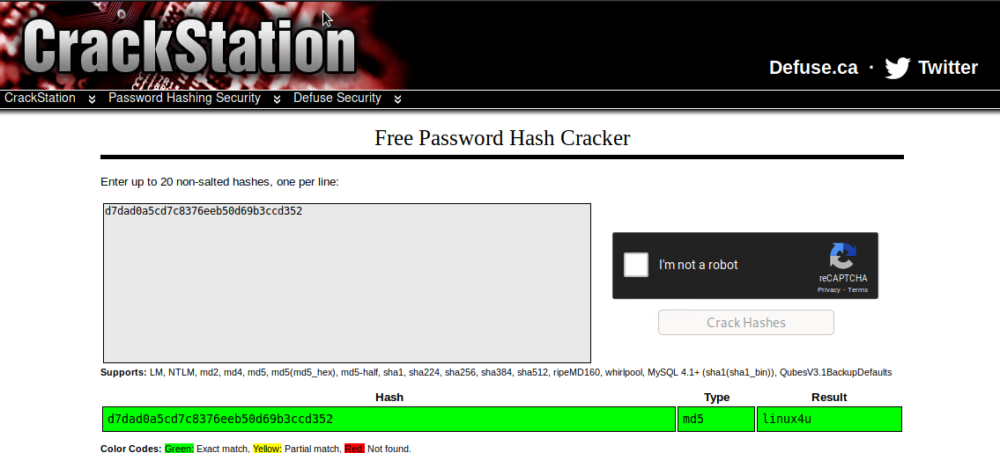 CrackStation
Defuse.ca · Twitter
CrackStation Password Hashing Security Defuse Security
Free Password Hash Cracker
Enter up to 20 non-salted hashes, one per line:
d7dad0a5cd7c8376eeb50d69b3ccd352
I'm not a robot
reCAPTCHA
Privacy - Terms
Crack Hashes
Supports: LM, NTLM, md2, md4, md5, md5(md5_hex), md5-half, sha1, sha224, sha256, sha384, sha512, ripeMD160, whirlpool, MySQL 4.1+ (sha1(sha1_bin)), QubesV3.1BackupDefaults
Hash Type Result
d7dad0a5cd7c8376eeb50d69b3ccd352 md5 linux4u
Color Codes: Green: Exact match, Yellow: Partial match, Red: Not found.